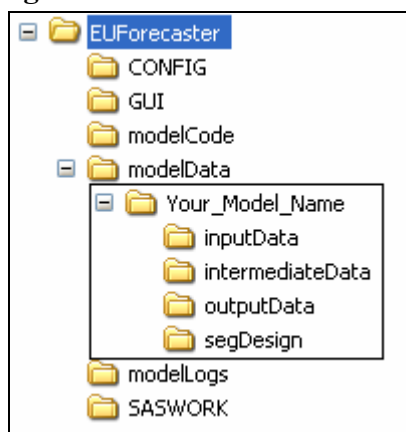 EUForecaster
CONFIG
GUI
modelCode
modelData
Your_Model_Name
inputData
intermediateData
outputData
segDesign
modelLogs
SASWORK